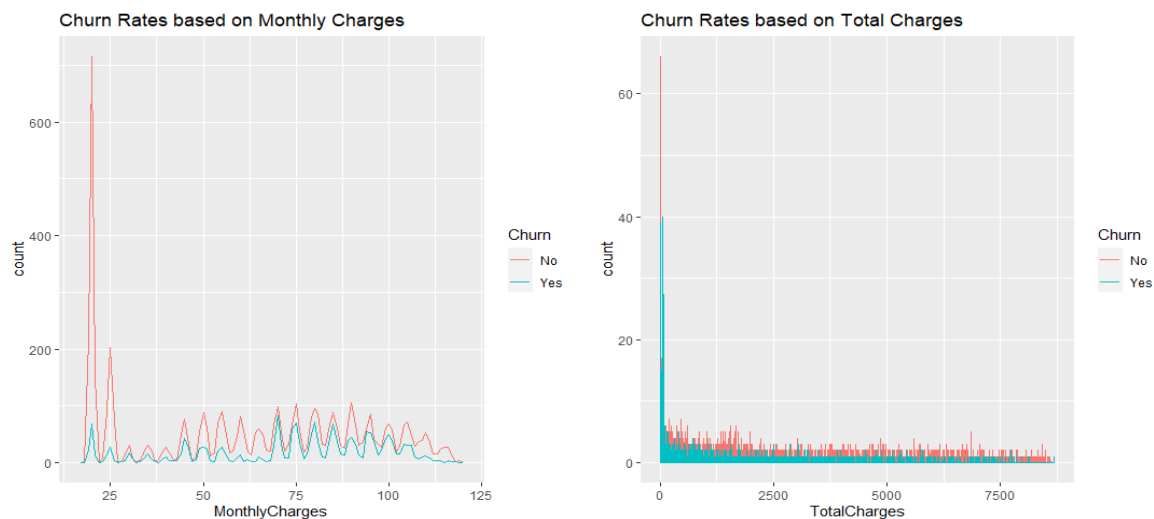 Churn Rates based on Monthly Charges
600
400
200
0
count
25
50
75
100
125
MonthlyCharges
Churn
No
Yes
Churn Rates based on Total Charges
60
40
20
0
count
0
2500
5000
7500
TotalCharges
Churn
No
Yes